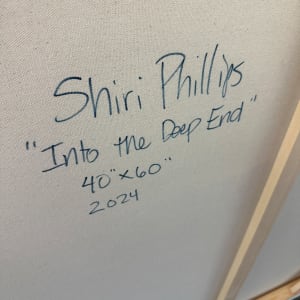 Shiri Phillips
"Into the Deep End"
40"x60"
2024